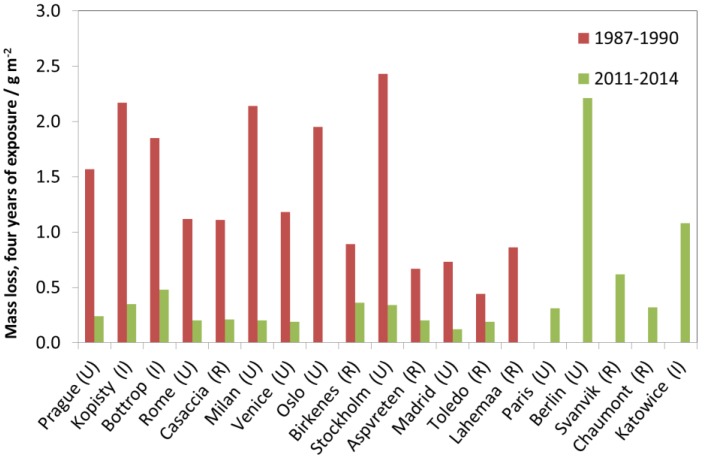 Mass loss, four years of exposure / g m⁻²
3.0
2.5
2.0
1.5
1.0
0.5
0.0
1987-1990
2011-2014
Prague (U)
Kopisty (I)
Bottrop (I)
Rome (U)
Casaccia (R)
Milan (U)
Venice (U)
Oslo (U)
Birkenes (R)
Stockholm (U)
Aspvreten (R)
Madrid (U)
Toledo (R)
Lahemaa (R)
Paris (U)
Berlin (U)
Svanvik (R)
Chaumont (R)
Katowice (I)